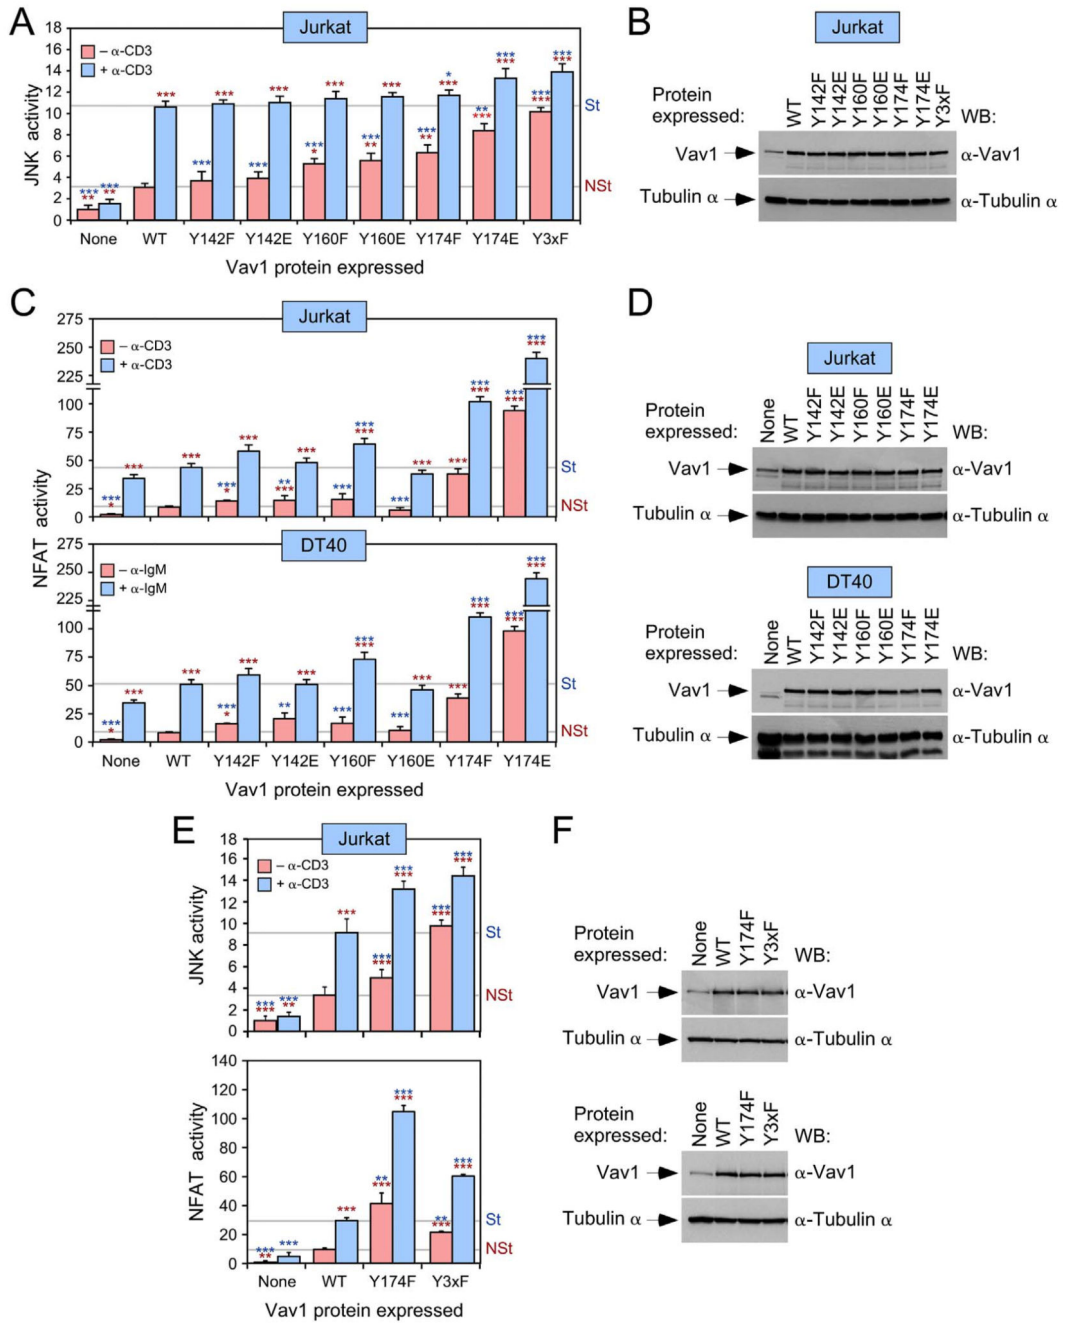 A
Jurkat
18
16
14
12
10
8
6
4
2
0
JNK activity
– α-CD3
+ α-CD3
*** *** *** *** *** * *** *** *** *** ***
*** ** *** ** *** *** *** * *** ** *** ** ** *** *** ***
St
NSt
None WT Y142F Y142E Y160F Y160E Y174F Y174E Y3xF
Vav1 protein expressed
B
Jurkat
Protein
expressed:
WT Y142F Y142E Y160F Y160E Y174F Y174E Y3xF
WB:
Vav1
α-Vav1
Tubulin α
α-Tubulin α
C
Jurkat
275
250
225
100
75
50
25
0
NFAT activity
– α-CD3
+ α-CD3
*** * *** *** *** * *** ** *** *** *** *** *** *** *** *** *** *** *** *** *** *** ***
St
NSt
DT40
275
250
225
100
75
50
25
0
– α-IgM
+ α-IgM
*** * *** *** *** * *** ** *** *** *** *** *** *** *** *** *** *** *** *** ***
St
NSt
None WT Y142F Y142E Y160F Y160E Y174F Y174E
Vav1 protein expressed
D
Jurkat
Protein
expressed:
None WT Y142F Y142E Y160F Y160E Y174F Y174E
WB:
Vav1
α-Vav1
Tubulin α
α-Tubulin α
DT40
Protein
expressed:
None WT Y142F Y142E Y160F Y160E Y174F Y174E
WB:
Vav1
α-Vav1
Tubulin α
α-Tubulin α
E
Jurkat
18
16
14
12
10
8
6
4
2
0
JNK activity
– α-CD3
+ α-CD3
*** *** *** ** *** *** *** *** *** *** *** *** ***
St
NSt
140
120
100
80
60
40
20
0
NFAT activity
*** ** *** *** ** *** *** *** ** *** *** ***
St
NSt
None WT Y174F Y3xF
Vav1 protein expressed
F
Protein
expressed:
None WT Y174F Y3xF
WB:
Vav1
α-Vav1
Tubulin α
α-Tubulin α
Protein
expressed:
None WT Y174F Y3xF
WB:
Vav1
α-Vav1
Tubulin α
α-Tubulin α